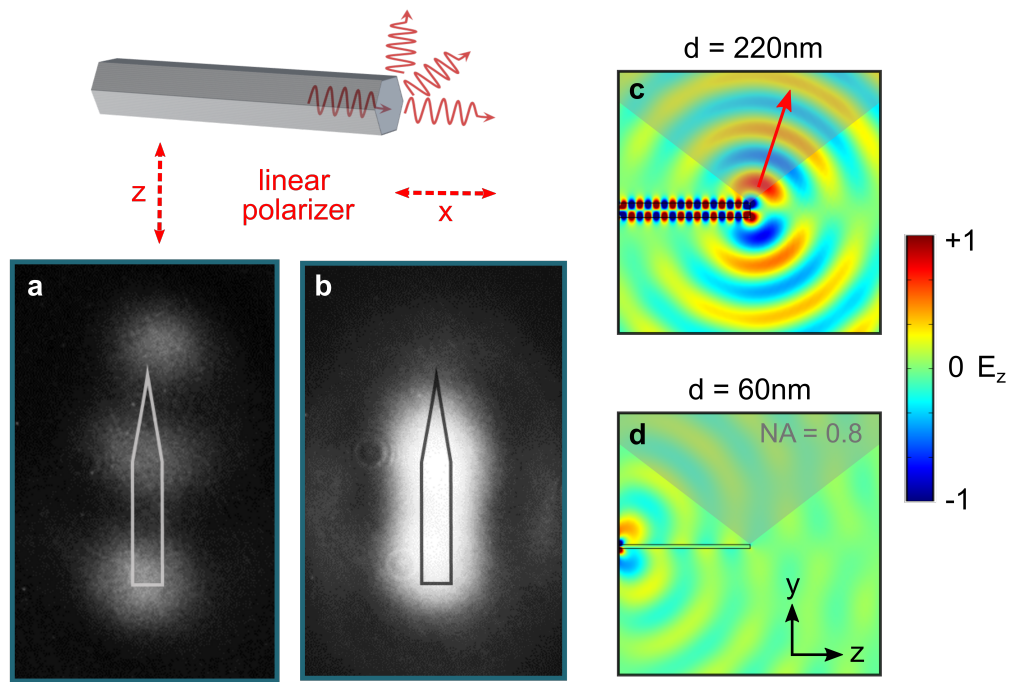 z
linear
polarizer
x
a
b
d = 220nm
c
+1
0 E_z
-1
d = 60nm
d
NA = 0.8
y
z